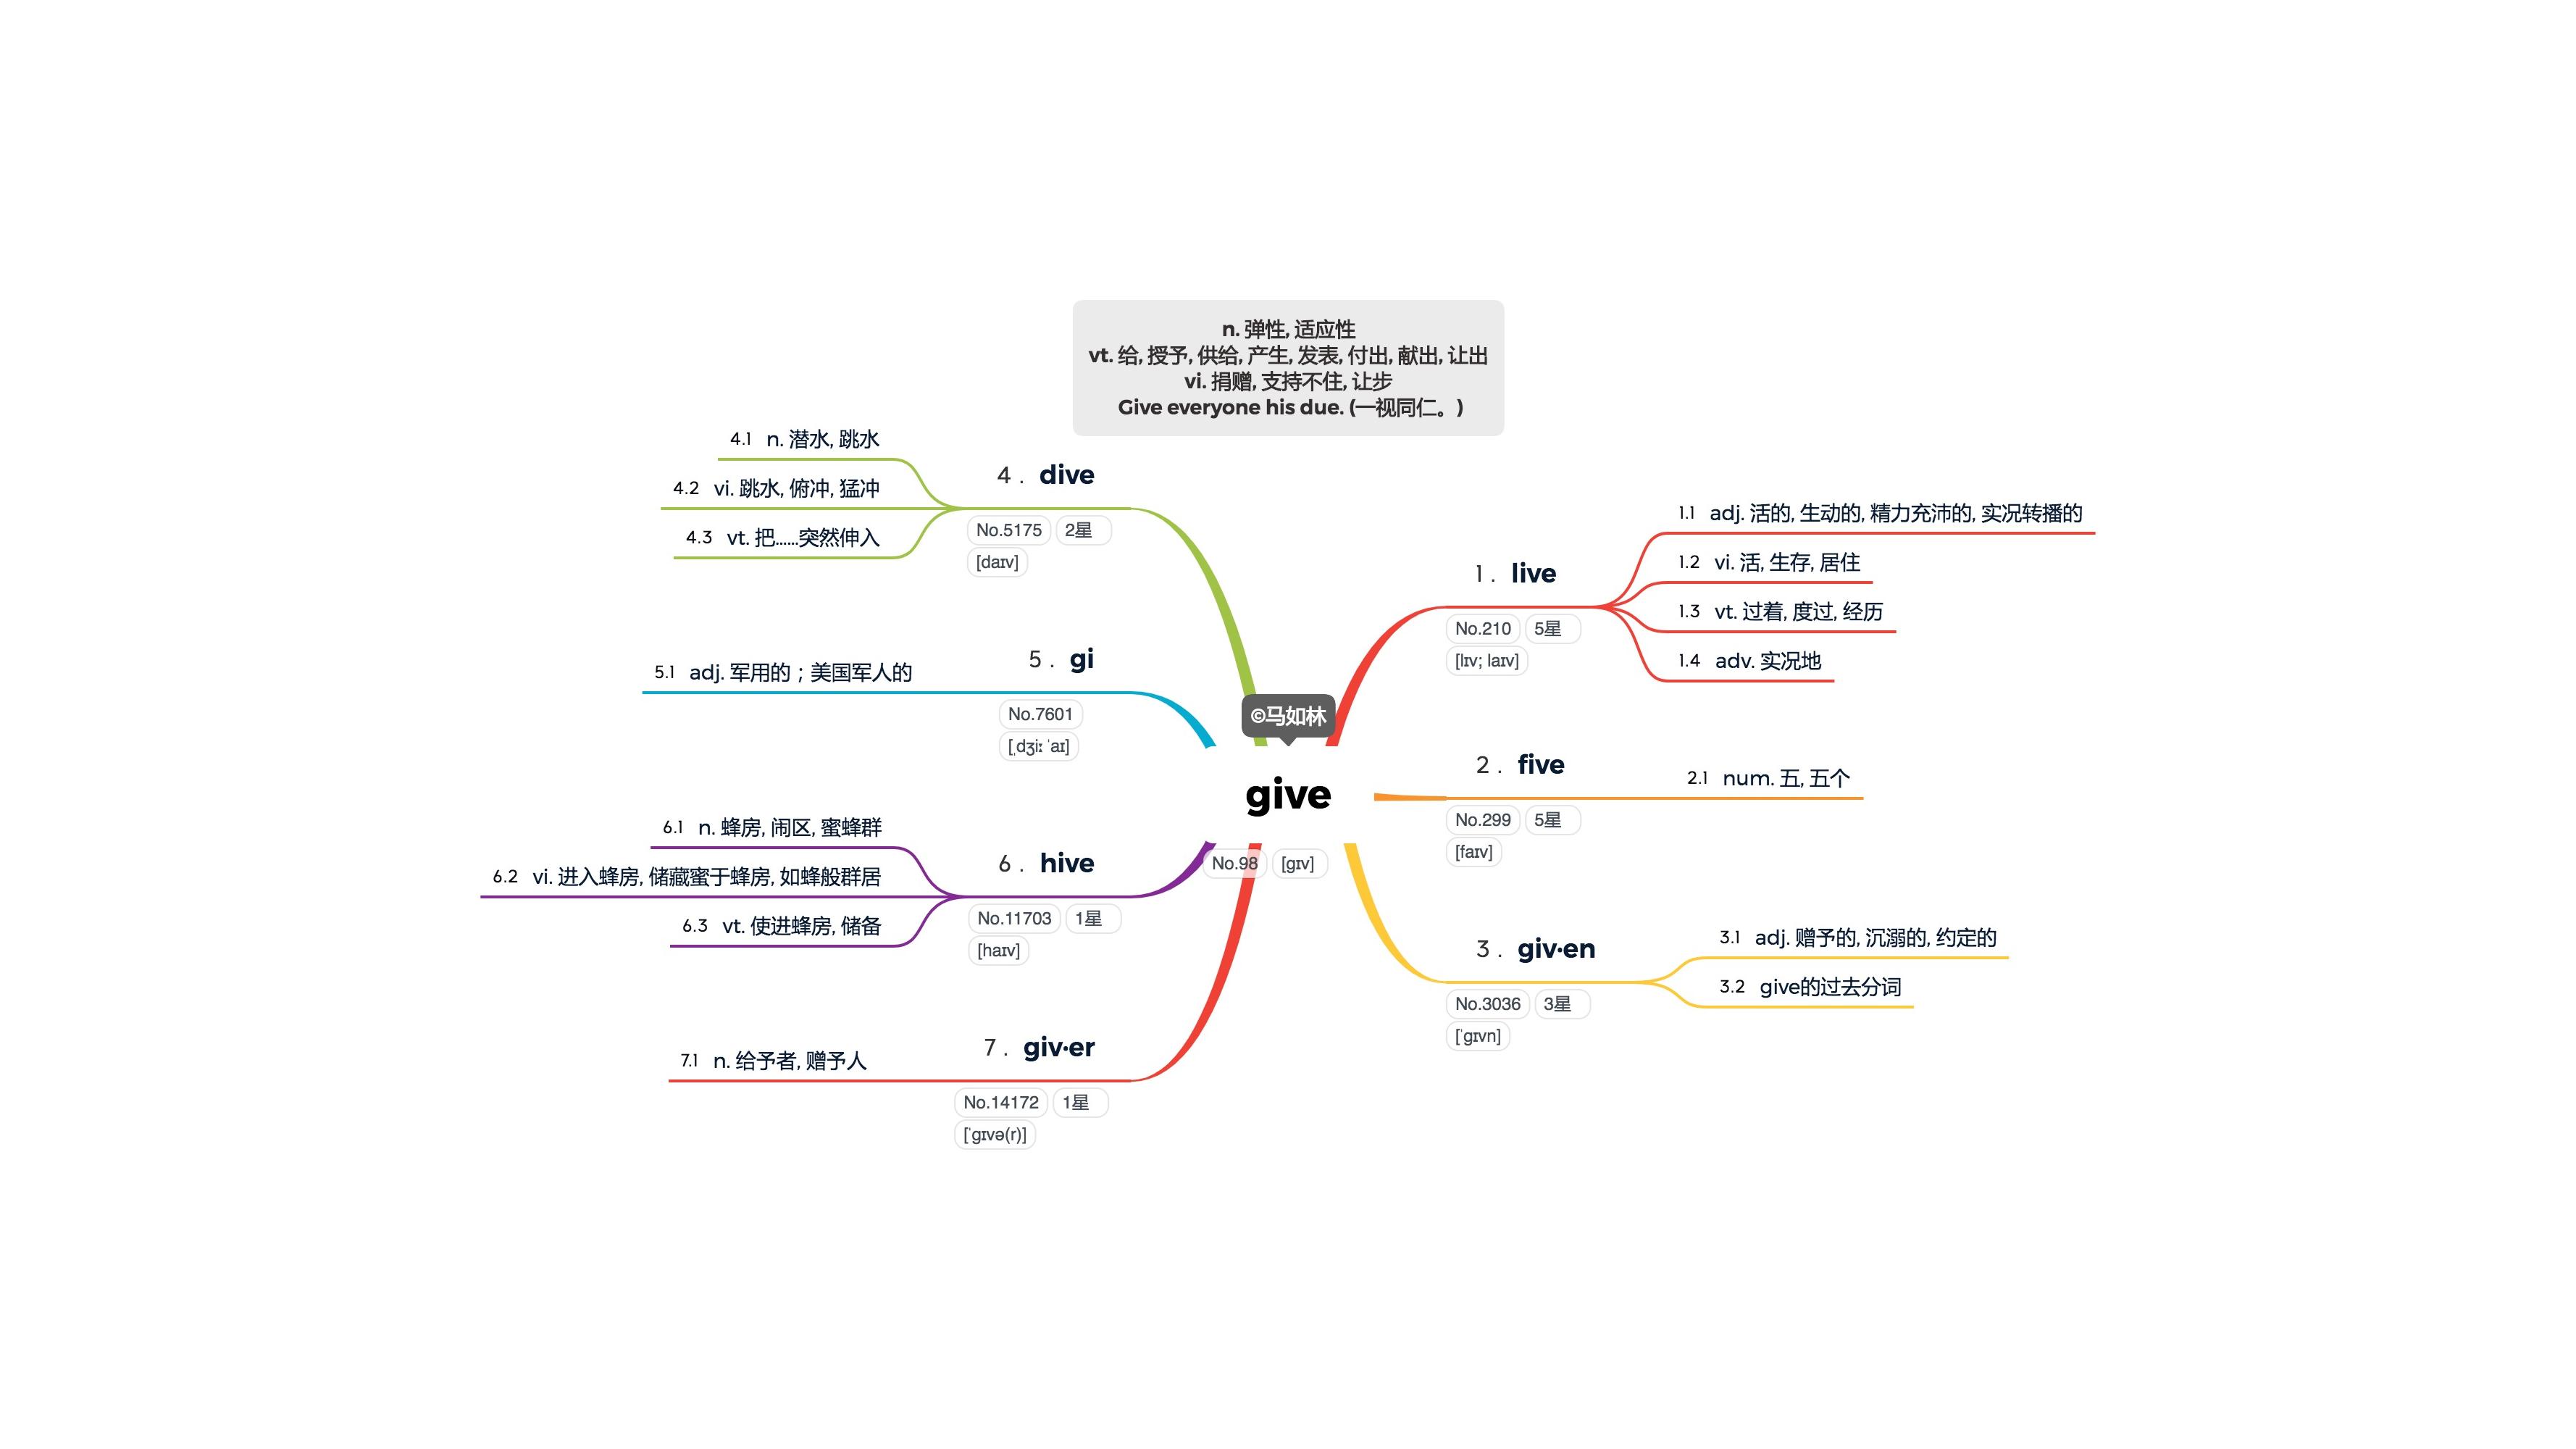 n. 弹性, 适应性
vt. 给, 授予, 供给, 产生, 发表, 付出, 献出, 让出
vi. 捐赠, 支持不住, 让步
Give everyone his due. (一视同仁。)
©马如林
give
No.98 [ɡɪv]
1 . live
No.210 5星
[lɪv; laɪv]
1.1 adj. 活的, 生动的, 精力充沛的, 实况转播的
1.2 vi. 活, 生存, 居住
1.3 vt. 过着, 度过, 经历
1.4 adv. 实况地
2 . five
No.299 5星
[faɪv]
2.1 num. 五, 五个
3 . giv·en
No.3036 3星
[ˈɡɪvn]
3.1 adj. 赠予的, 沉溺的, 约定的
3.2 give的过去分词
4 . dive
No.5175 2星
[daɪv]
4.1 n. 潜水, 跳水
4.2 vi. 跳水, 俯冲, 猛冲
4.3 vt. 把......突然伸入
5 . gi
No.7601
[ˌdʒiː ˈaɪ]
5.1 adj. 军用的；美国军人的
6 . hive
No.11703 1星
[haɪv]
6.1 n. 蜂房, 闹区, 蜜蜂群
6.2 vi. 进入蜂房, 储藏蜜于蜂房, 如蜂般群居
6.3 vt. 使进蜂房, 储备
7 . giv·er
No.14172 1星
[ˈɡɪvə(r)]
7.1 n. 给予者, 赠予人